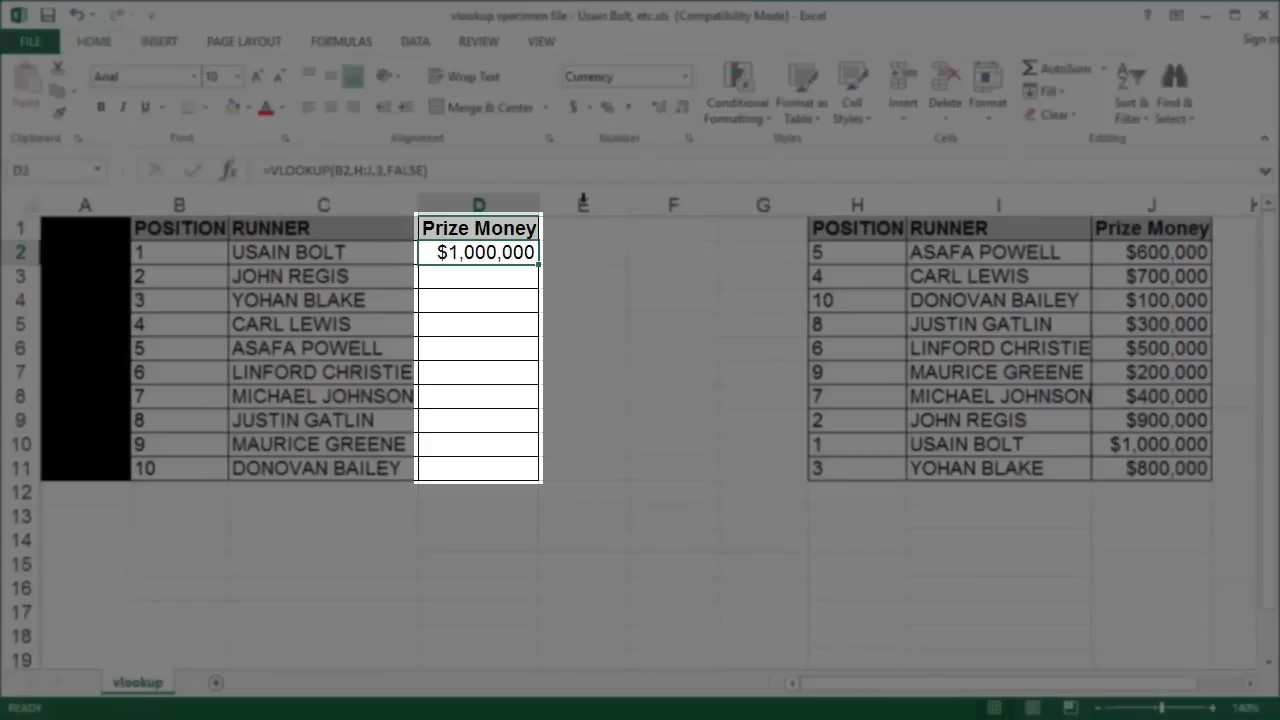 vlookup specimen file - Usain Bolt, etc.xls [Compatibility Mode] - Excel
FILE HOME INSERT PAGE LAYOUT FORMULAS DATA REVIEW VIEW Sign in
Paste Arial 10 Wrap Text Currency Conditional Formatting Format as Table Cell Styles Insert Delete Format AutoSum Sort & Filter Find & Select
B I U Merge & Center $ % Fill
Clear
Clipboard Font Alignment Number Styles Cells Editing
D2 fx =VLOOKUP(B2,H:J,3,FALSE)
A B C D E F G H I J
1 POSITION RUNNER Prize Money POSITION RUNNER Prize Money
2 1 USAIN BOLT $1,000,000 5 ASAFA POWELL $600,000
3 2 JOHN REGIS 4 CARL LEWIS $700,000
4 3 YOHAN BLAKE 10 DONOVAN BAILEY $100,000
5 4 CARL LEWIS 8 JUSTIN GATLIN $300,000
6 5 ASAFA POWELL 6 LINFORD CHRISTIE $500,000
7 6 LINFORD CHRISTIE 9 MAURICE GREENE $200,000
8 7 MICHAEL JOHNSON 7 MICHAEL JOHNSON $400,000
9 8 JUSTIN GATLIN 2 JOHN REGIS $900,000
10 9 MAURICE GREENE 1 USAIN BOLT $1,000,000
11 10 DONOVAN BAILEY 3 YOHAN BLAKE $800,000
12
13
14
15
16
17
18
19
vlookup
READY 140%